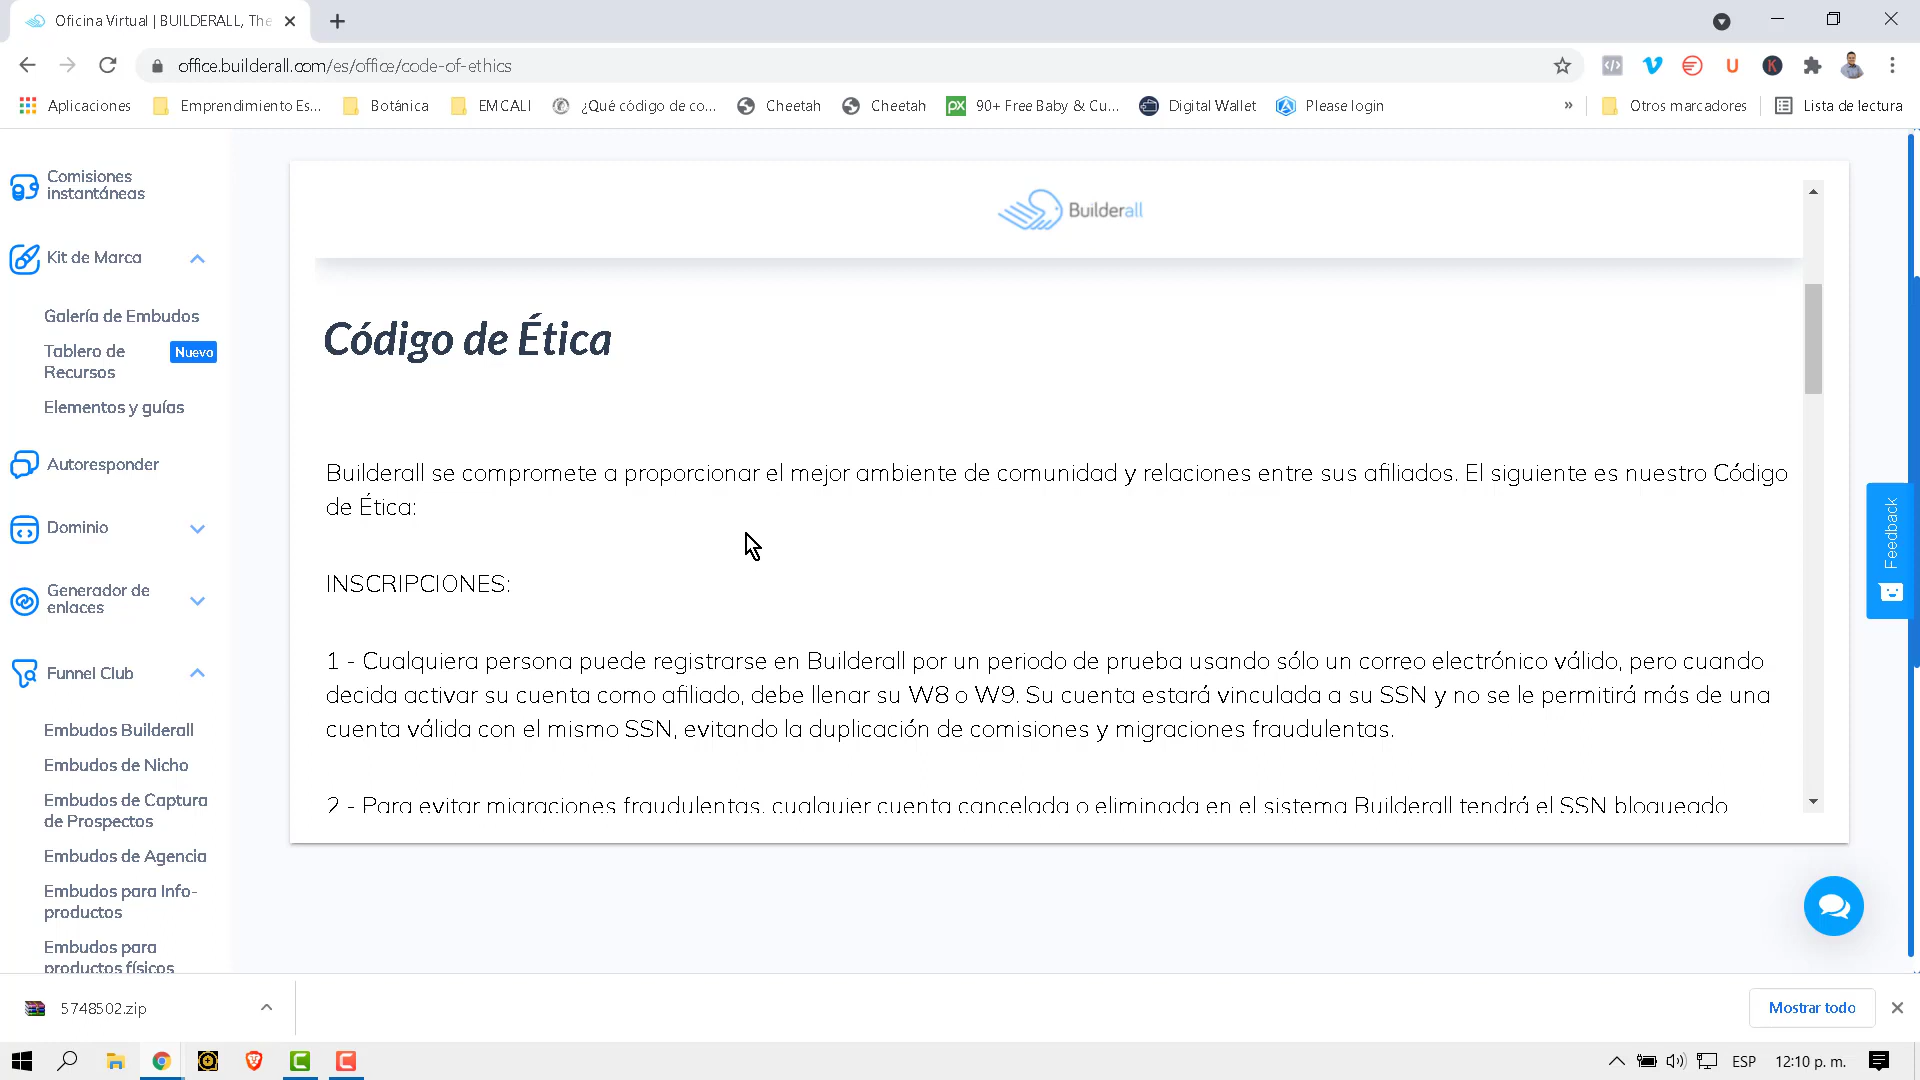 Oficina Virtual | BUILDERALL, The
office.builderall.com/es/office/code-of-ethics
Aplicaciones
Emprendimiento Es...
Botánica
EMCALI
¿Qué código de co...
Cheetah
Cheetah
90+ Free Baby & Cu...
Digital Wallet
Please login
»
Otros marcadores
Lista de lectura
Comisiones
instantáneas
Kit de Marca
Galería de Embudos
Tablero de
Recursos
Nuevo
Elementos y guías
Autoresponder
Dominio
Generador de
enlaces
Funnel Club
Embudos Builderall
Embudos de Nicho
Embudos de Captura
de Prospectos
Embudos de Agencia
Embudos para Info-
productos
Embudos para
productos físicos
Builderall
Código de Ética
Builderall se compromete a proporcionar el mejor ambiente de comunidad y relaciones entre sus afiliados. El siguiente es nuestro Código
de Ética:
INSCRIPCIONES:
1 - Cualquiera persona puede registrarse en Builderall por un periodo de prueba usando sólo un correo electrónico válido, pero cuando
decida activar su cuenta como afiliado, debe llenar su W8 o W9. Su cuenta estará vinculada a su SSN y no se le permitirá más de una
cuenta válida con el mismo SSN, evitando la duplicación de comisiones y migraciones fraudulentas.
2 - Para evitar migraciones fraudulentas, cualquier cuenta cancelada o eliminada en el sistema Builderall tendrá el SSN bloqueado
Feedback
5748502.zip
Mostrar todo
ESP
12:10 p. m.